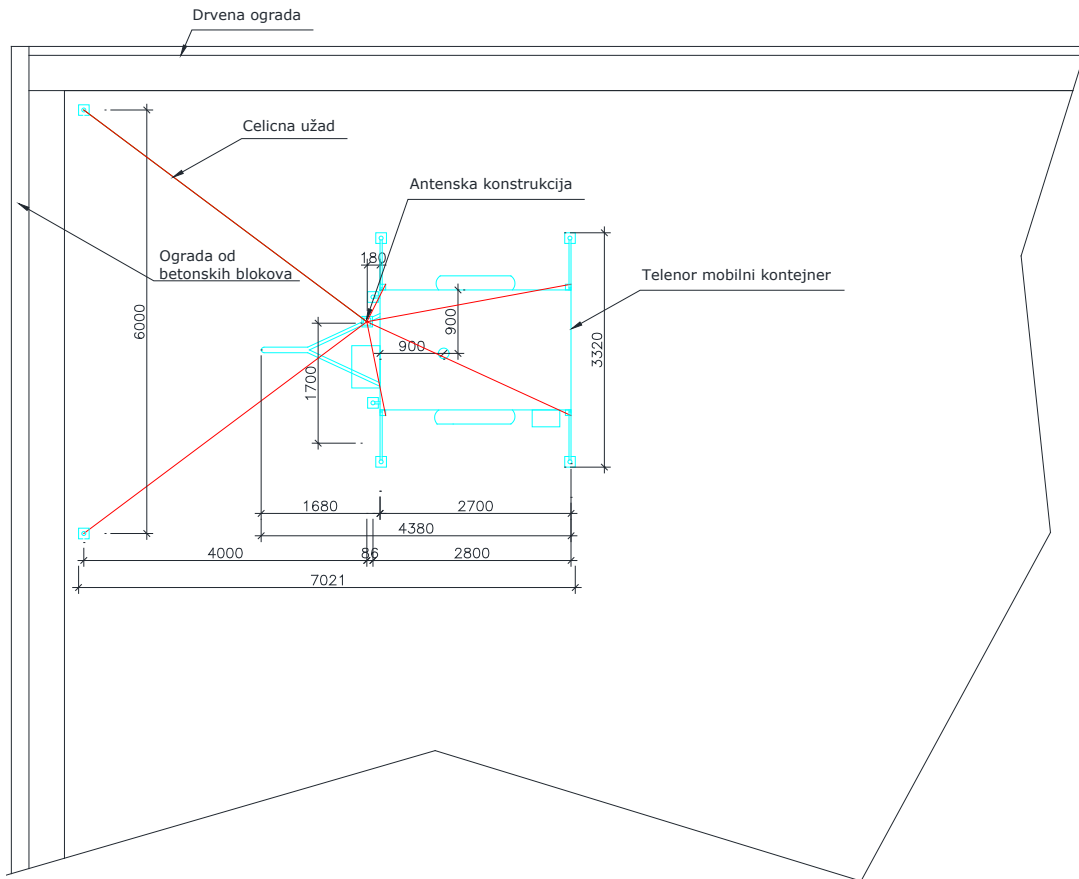 Drvena ograda
Celicna užad
Antenska konstrukcija
Ograda od
betonskih blokova
180
Telenor mobilni kontejner
6000
900
900
3320
1700
1680
2700
4380
4000
86
2800
7021